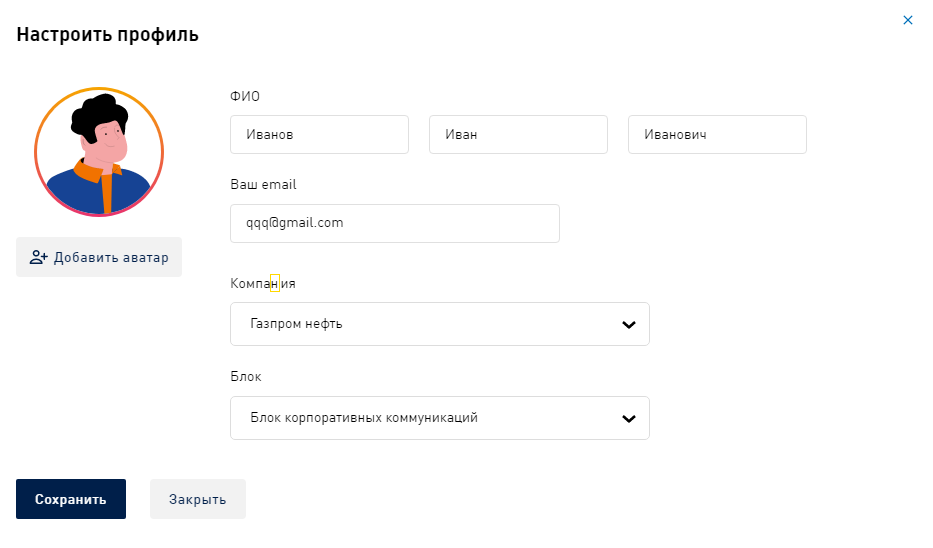 Настроить профиль
ФИО
Иванов Иван Иванович
Ваш email
qqq@gmail.com
Добавить аватар
Компания
Газпром нефть
Блок
Блок корпоративных коммуникаций
Сохранить Закрыть